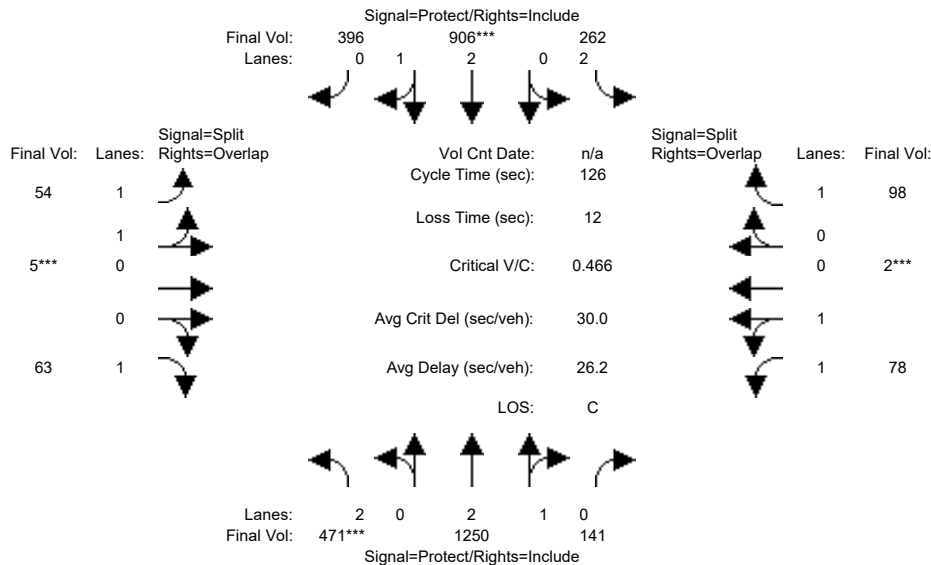 Signal=Protect/Rights=Include
Final Vol: 396 906*** 262
Lanes: 0 1 2 0 2
Signal=Split
Final Vol: Lanes: Rights=Overlap
Vol Cnt Date: n/a
Signal=Split
Rights=Overlap Lanes: Final Vol:
Cycle Time (sec): 126
54 1
1 98
Loss Time (sec): 12
1
0
5*** 0
Critical V/C: 0.466
0 2***
0
Avg Crit Del (sec/veh): 30.0
1
63 1
Avg Delay (sec/veh): 26.2
1 78
LOS: C
Lanes: 2 0 2 1 0
Final Vol: 471*** 1250 141
Signal=Protect/Rights=Include